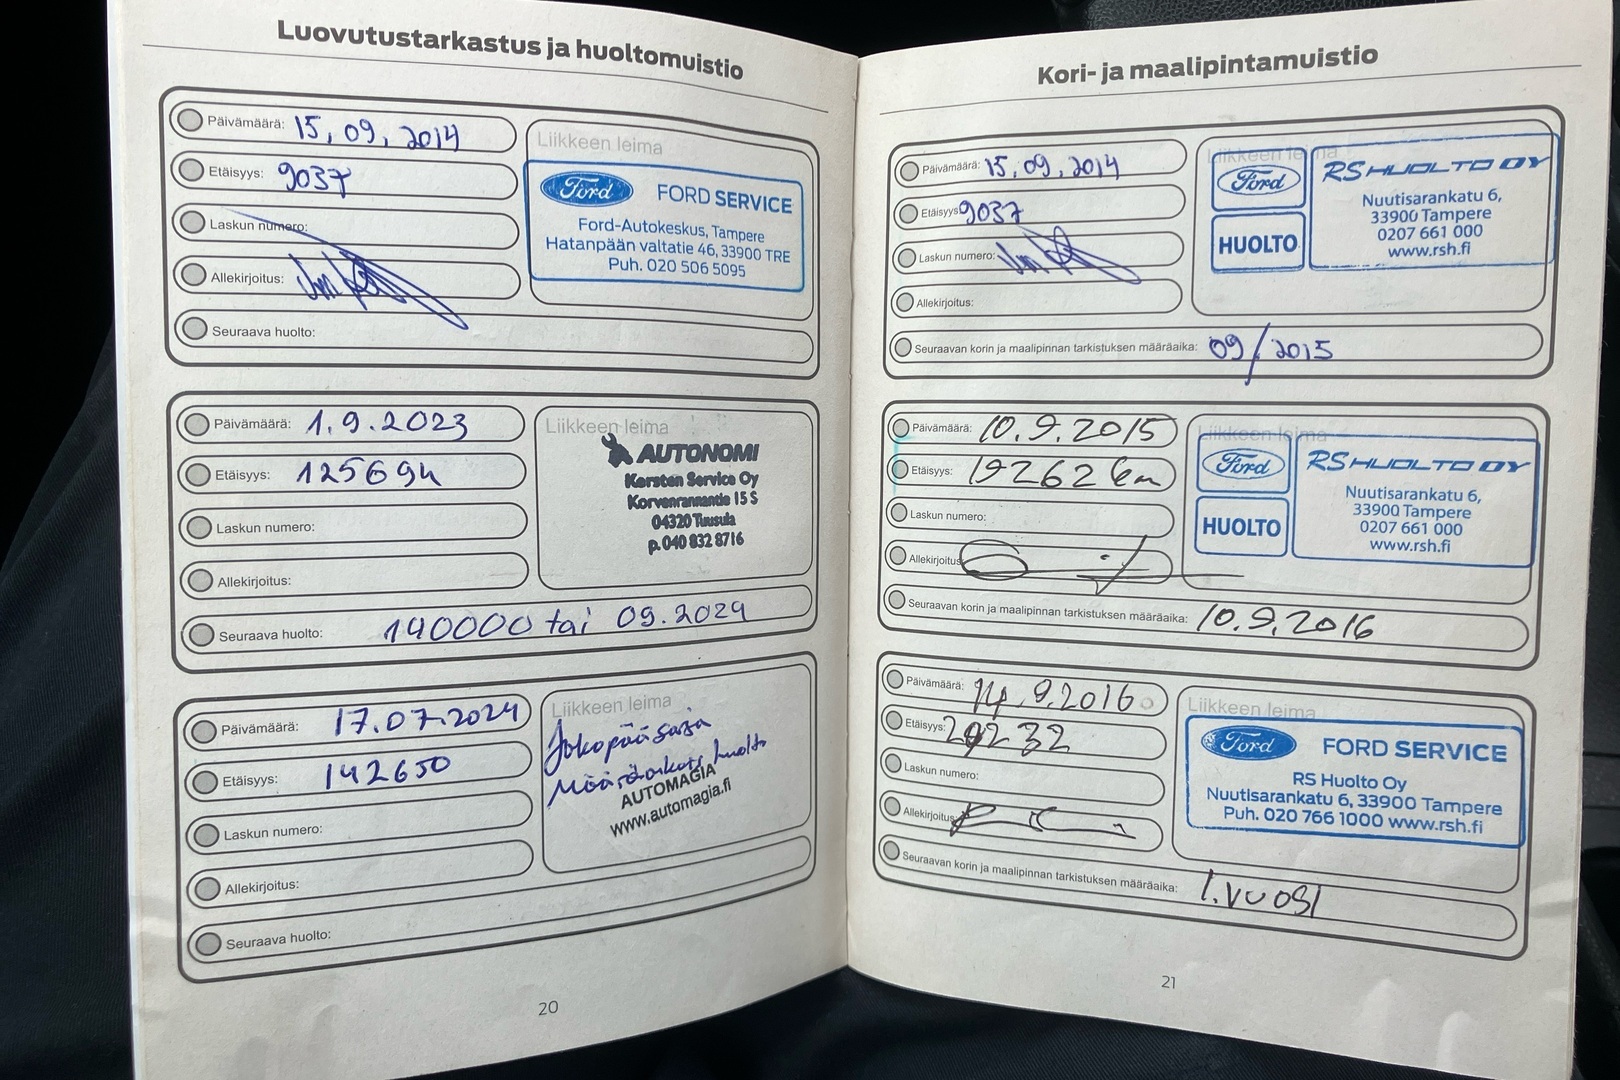 Luovutustarkastus ja huoltomuistio
Päivämäärä: 15.09.2014
Etäisyys: 9037
Laskun numero:
Allekirjoitus:
Seuraava huolto:
Liikkeen leima
Ford FORD SERVICE
Ford-Autokeskus, Tampere
Hatanpään valtatie 46, 33900 TRE
Puh. 020 506 5095
Päivämäärä: 1.9.2023
Etäisyys: 125694
Laskun numero:
Allekirjoitus:
Seuraava huolto: 140000 tai 09.2024
Liikkeen leima
AUTONOMI
Kersten Service Oy
Korvenrannantie 15 S
04320 Tuusula
p. 040 832 8716
Päivämäärä: 17.07.2024
Etäisyys: 142650
Laskun numero:
Allekirjoitus:
Seuraava huolto:
Liikkeen leima
Jakopääsarja
Määräaikais huolto
AUTOMAGIA
www.automagia.fi
20
Kori- ja maalipintamuistio
Päivämäärä: 15.09.2014
Etäisyys: 9037
Laskun numero:
Allekirjoitus:
Seuraavan korin ja maalipinnan tarkistuksen määräaika: 09/2015
Liikkeen leima
Ford
HUOLTO
RS HUOLTO OY
Nuutisarankatu 6,
33900 Tampere
0207 661 000
www.rsh.fi
Päivämäärä: 10.9.2015
Etäisyys: 19262 km
Laskun numero:
Allekirjoitus:
Seuraavan korin ja maalipinnan tarkistuksen määräaika: 10.9.2016
Liikkeen leima
Ford
HUOLTO
RS HUOLTO OY
Nuutisarankatu 6,
33900 Tampere
0207 661 000
www.rsh.fi
Päivämäärä: 14.9.2016
Etäisyys:
Laskun numero:
Allekirjoitus:
Seuraavan korin ja maalipinnan tarkistuksen määräaika: 1.VUOSI
Liikkeen leima
Ford FORD SERVICE
RS Huolto Oy
Nuutisarankatu 6, 33900 Tampere
Puh. 020 766 1000 www.rsh.fi
21